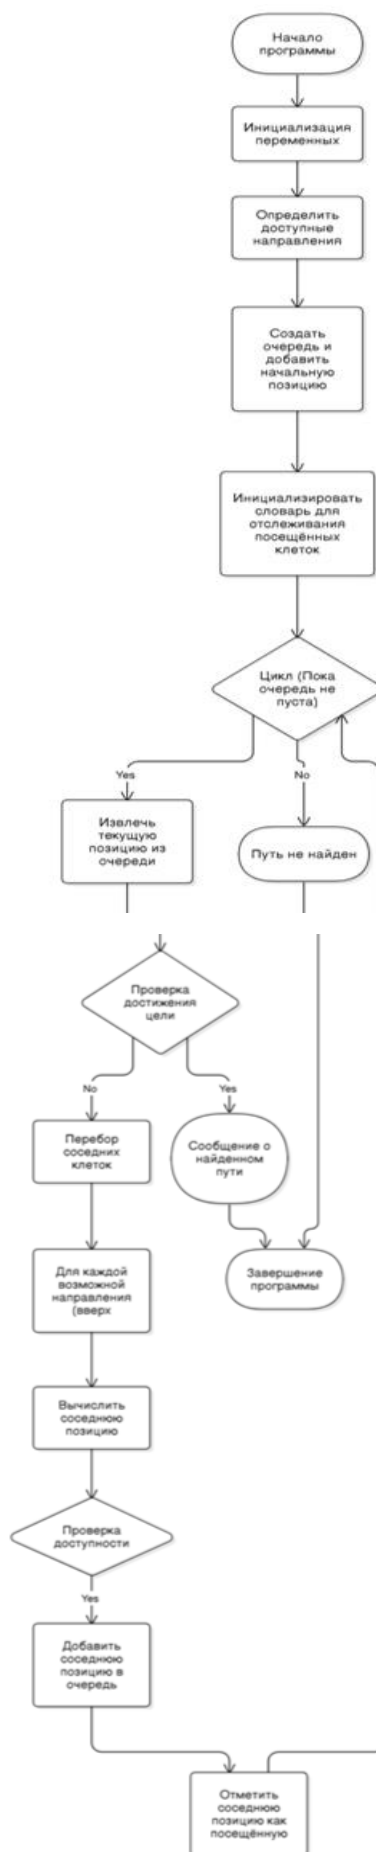 Начало
программы
Инициализация
переменных
Определить
доступные
направления
Создать
очередь и
добавить
начальную
позицию
Инициализировать
словарь для
отслеживания
посещённых
клеток
Цикл (Пока
очередь не
пуста)
Yes
No
Извлечь
текущую
позицию из
очереди
Путь не найден
Проверка
достижения
цели
No
Yes
Перебор
соседних
клеток
Сообщение о
найденном
пути
Для каждой
возможной
направления
(вверх
Завершение
программы
Вычислить
соседнюю
позицию
Проверка
доступности
Yes
Добавить
соседнюю
позицию в
очередь
Отметить
соседнюю
позицию как
посещённую